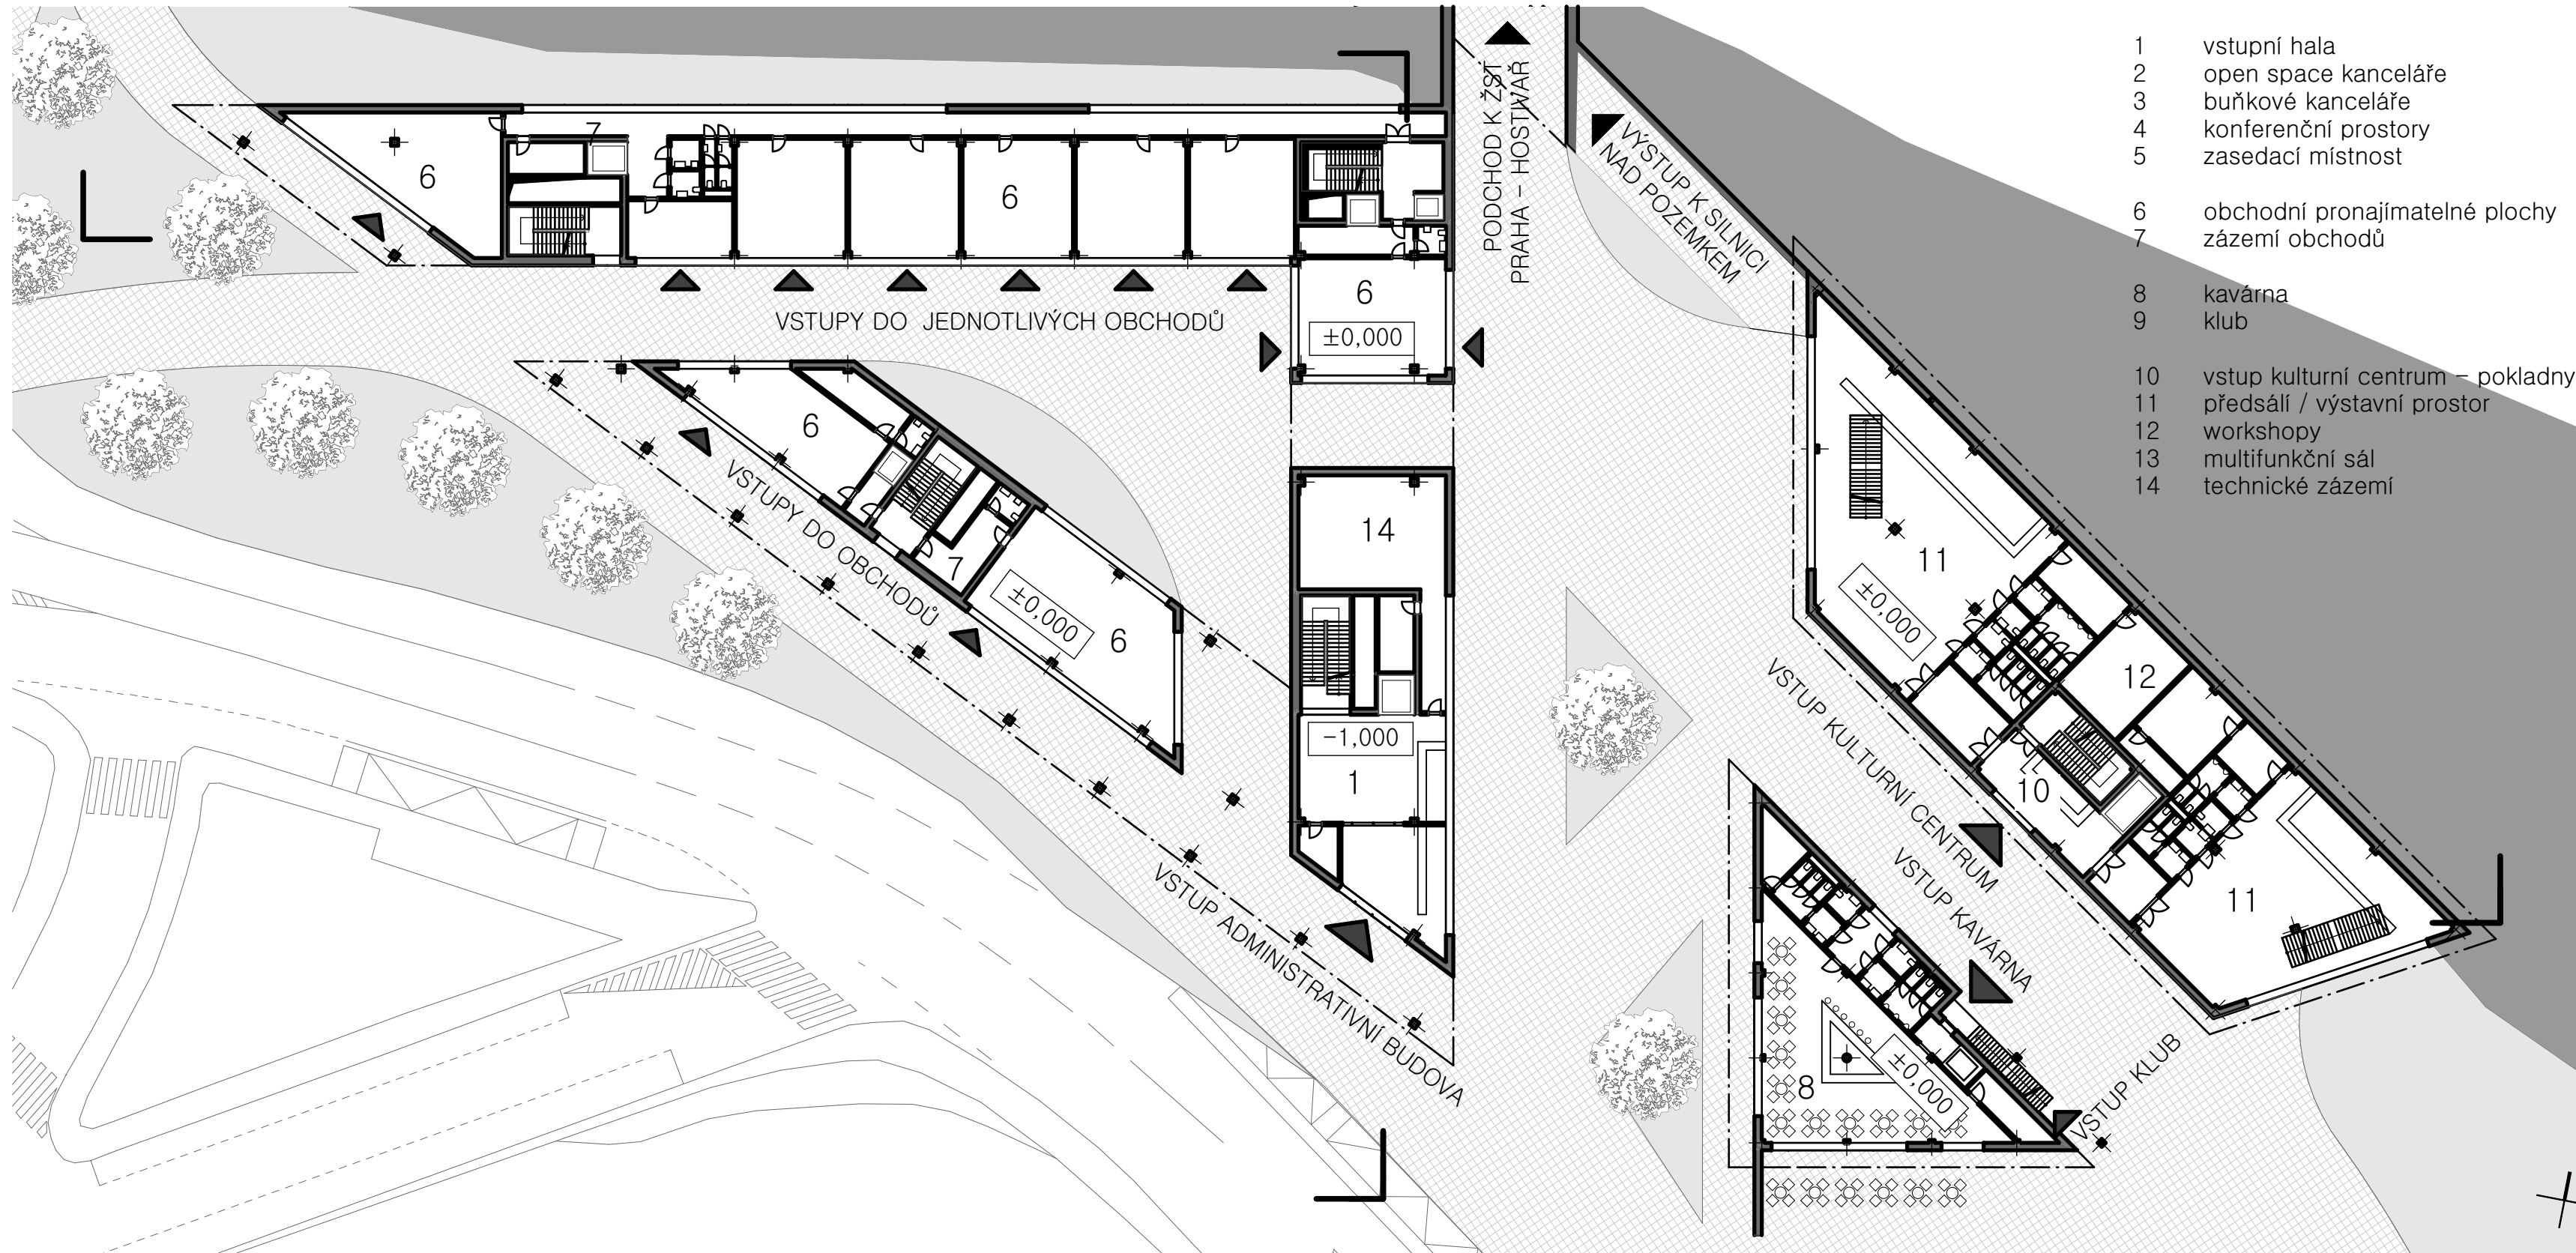 1 vstupní hala
2 open space kanceláře
3 buňkové kanceláře
4 konferenční prostory
5 zasedací místnost
6 obchodní pronajímatelné plochy
7 zázemí obchodů
8 kavárna
9 klub
10 vstup kulturní centrum – pokladny
11 předsálí / výstavní prostor
12 workshopy
13 multifunkční sál
14 technické zázemí
PODCHOD K ŽST
PRAHA – HOSTIVAŘ
VÝSTUP K SILNICI
NAD POZEMKEM
7
6
6
6
±0,000
VSTUPY DO JEDNOTLIVÝCH OBCHODŮ
6
VSTUPY DO OBCHODŮ
7
±0,000
6
14
-1,000
1
VSTUP ADMINISTRATIVNÍ BUDOVA
11
±0,000
12
VSTUP KULTURNÍ CENTRUM
10
11
VSTUP KAVÁRNA
8
±0,000
VSTUP KLUB